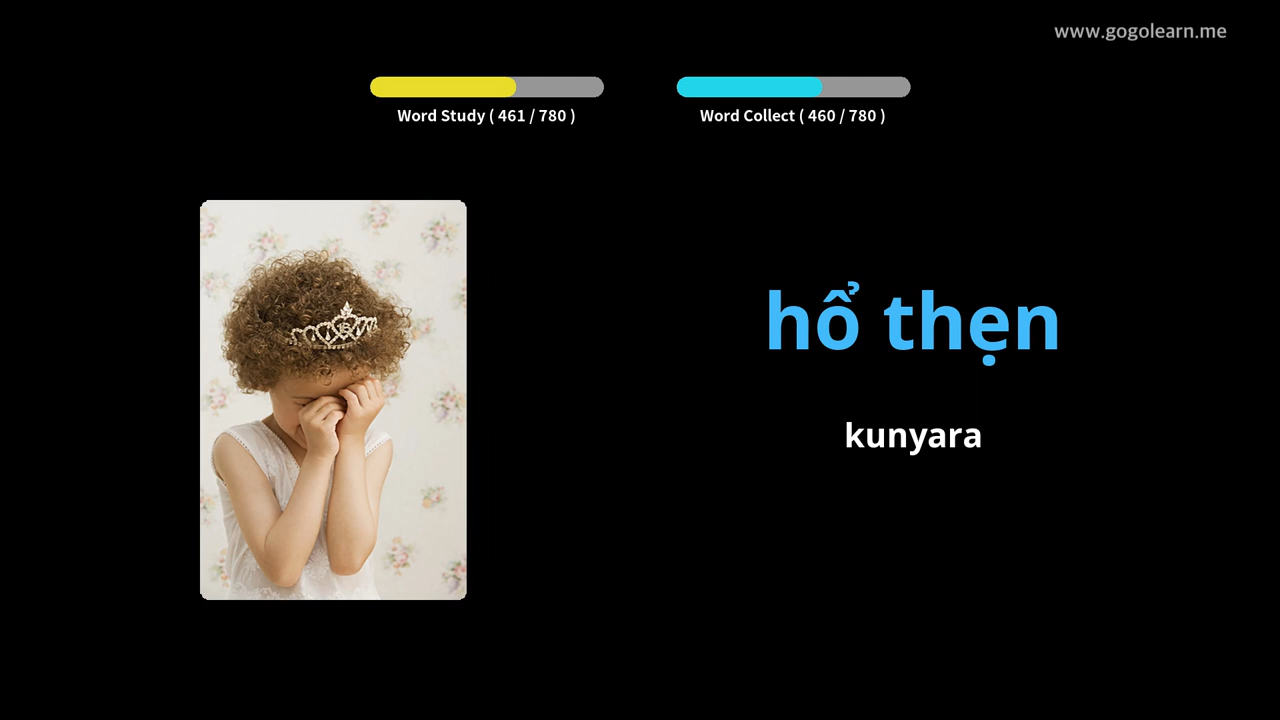 www.gogolearn.me
Word Study ( 461 / 780 )
Word Collect ( 460 / 780 )
hổ thẹn
kunyara